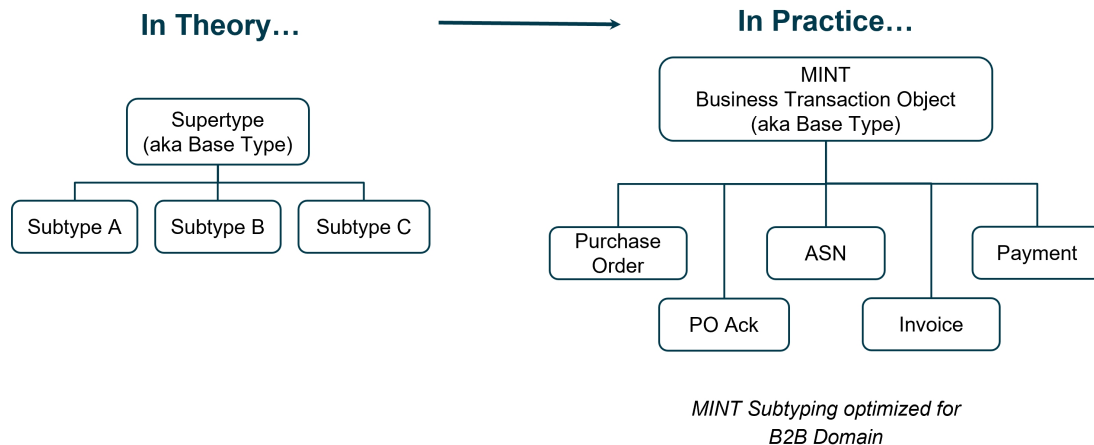 In Theory…
In Practice…
Supertype
(aka Base Type)
Subtype A
Subtype B
Subtype C
MINT
Business Transaction Object
(aka Base Type)
Purchase
Order
ASN
Payment
PO Ack
Invoice
MINT Subtyping optimized for
B2B Domain